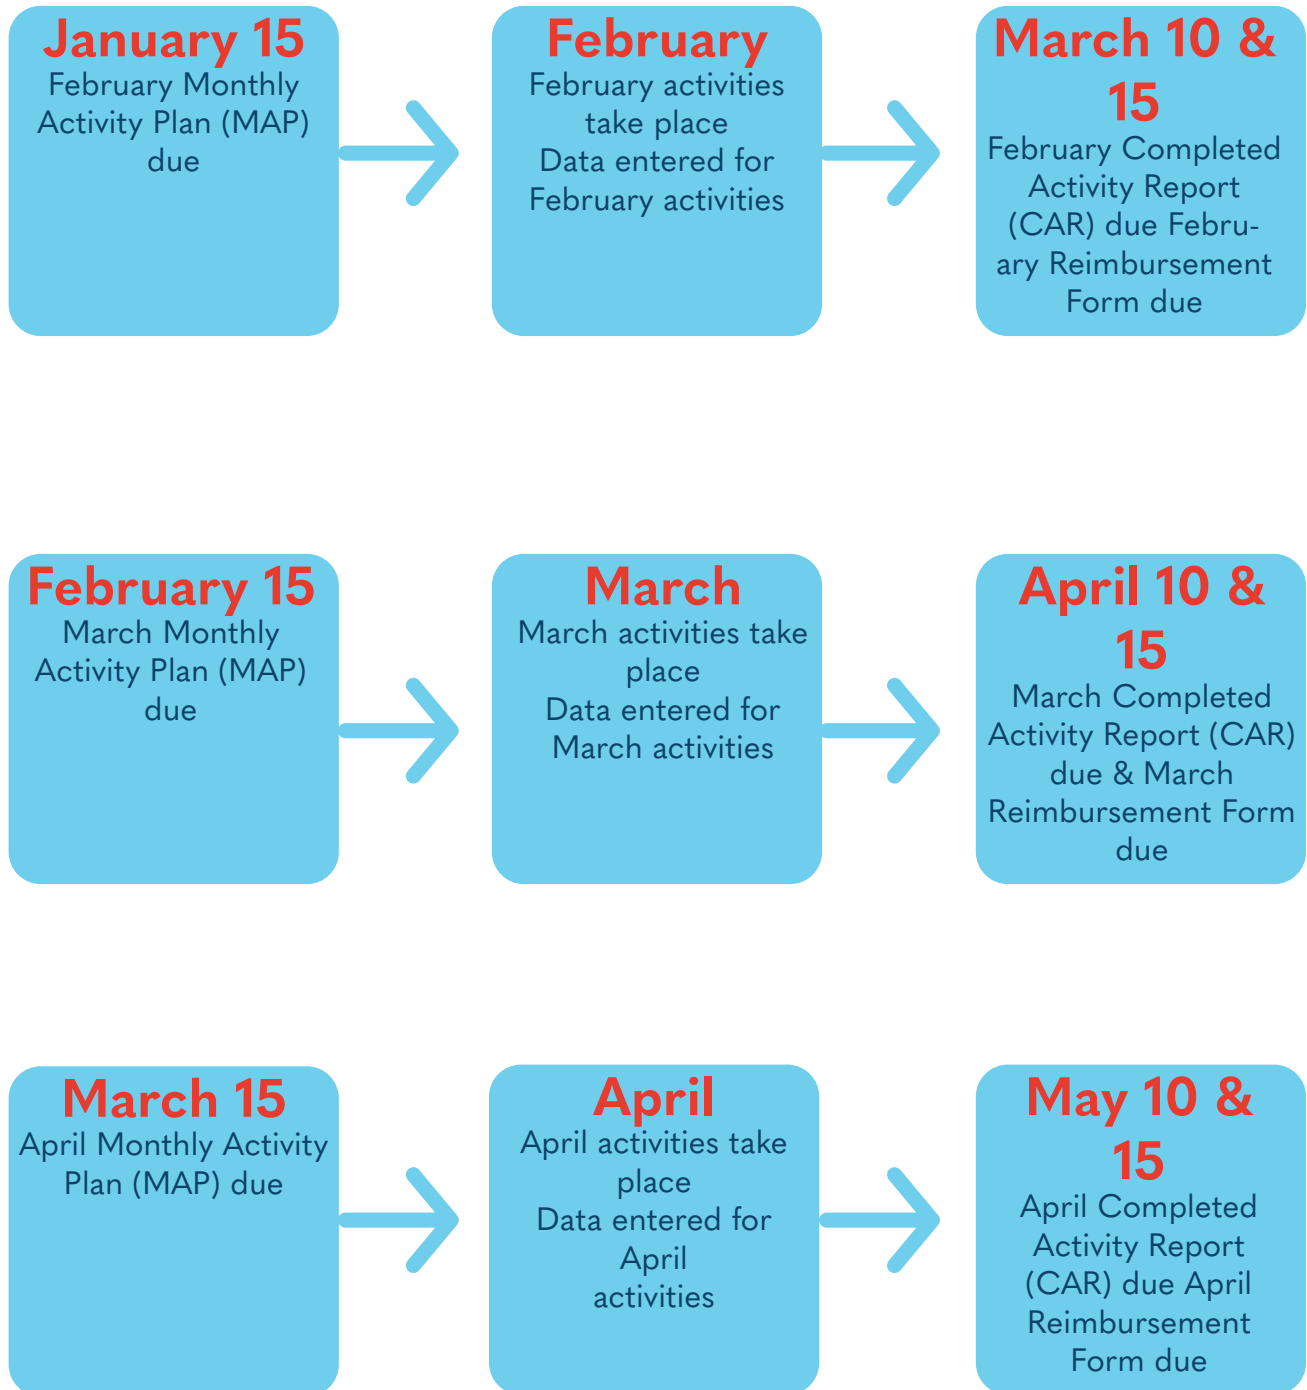 January 15
February Monthly
Activity Plan (MAP)
due
February
February activities
take place
Data entered for
February activities
March 10 &
15
February Completed
Activity Report
(CAR) due Febru-
ary Reimbursement
Form due
February 15
March Monthly
Activity Plan (MAP)
due
March
March activities take
place
Data entered for
March activities
April 10 &
15
March Completed
Activity Report (CAR)
due & March
Reimbursement Form
due
March 15
April Monthly Activity
Plan (MAP) due
April
April activities take
place
Data entered for
April
activities
May 10 &
15
April Completed
Activity Report
(CAR) due April
Reimbursement
Form due